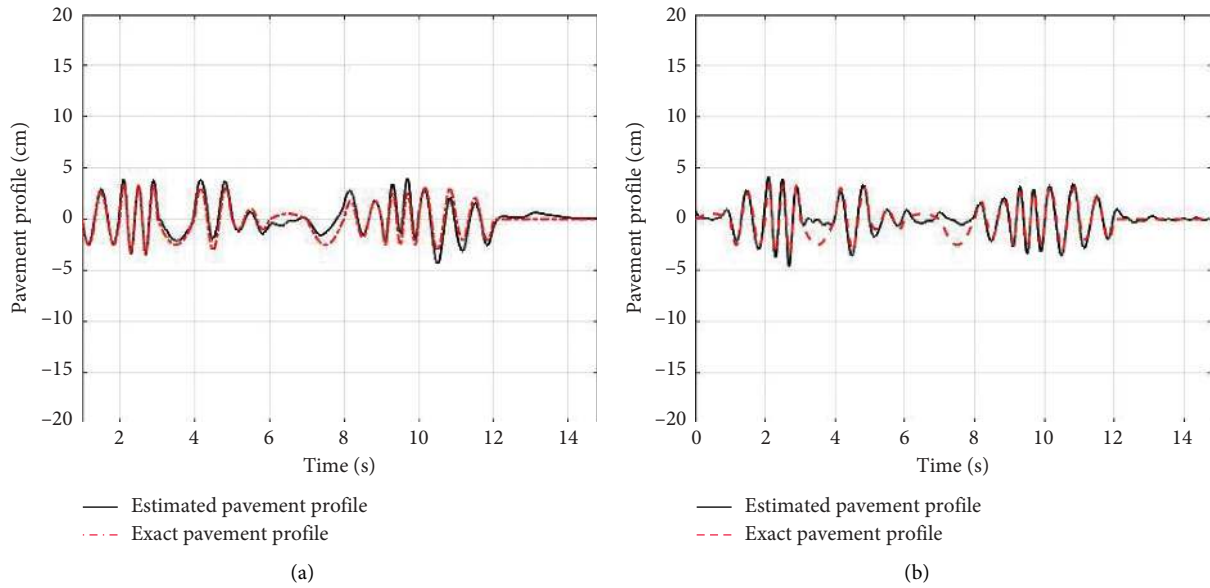 20
15
10
5
0
–5
–10
–15
–20
Pavement profile (cm)
2 4 6 8 10 12 14
Time (s)
Estimated pavement profile
Exact pavement profile
(a)
20
15
10
5
0
–5
–10
–15
–20
Pavement profile (cm)
0 2 4 6 8 10 12 14
Time (s)
Estimated pavement profile
Exact pavement profile
(b)